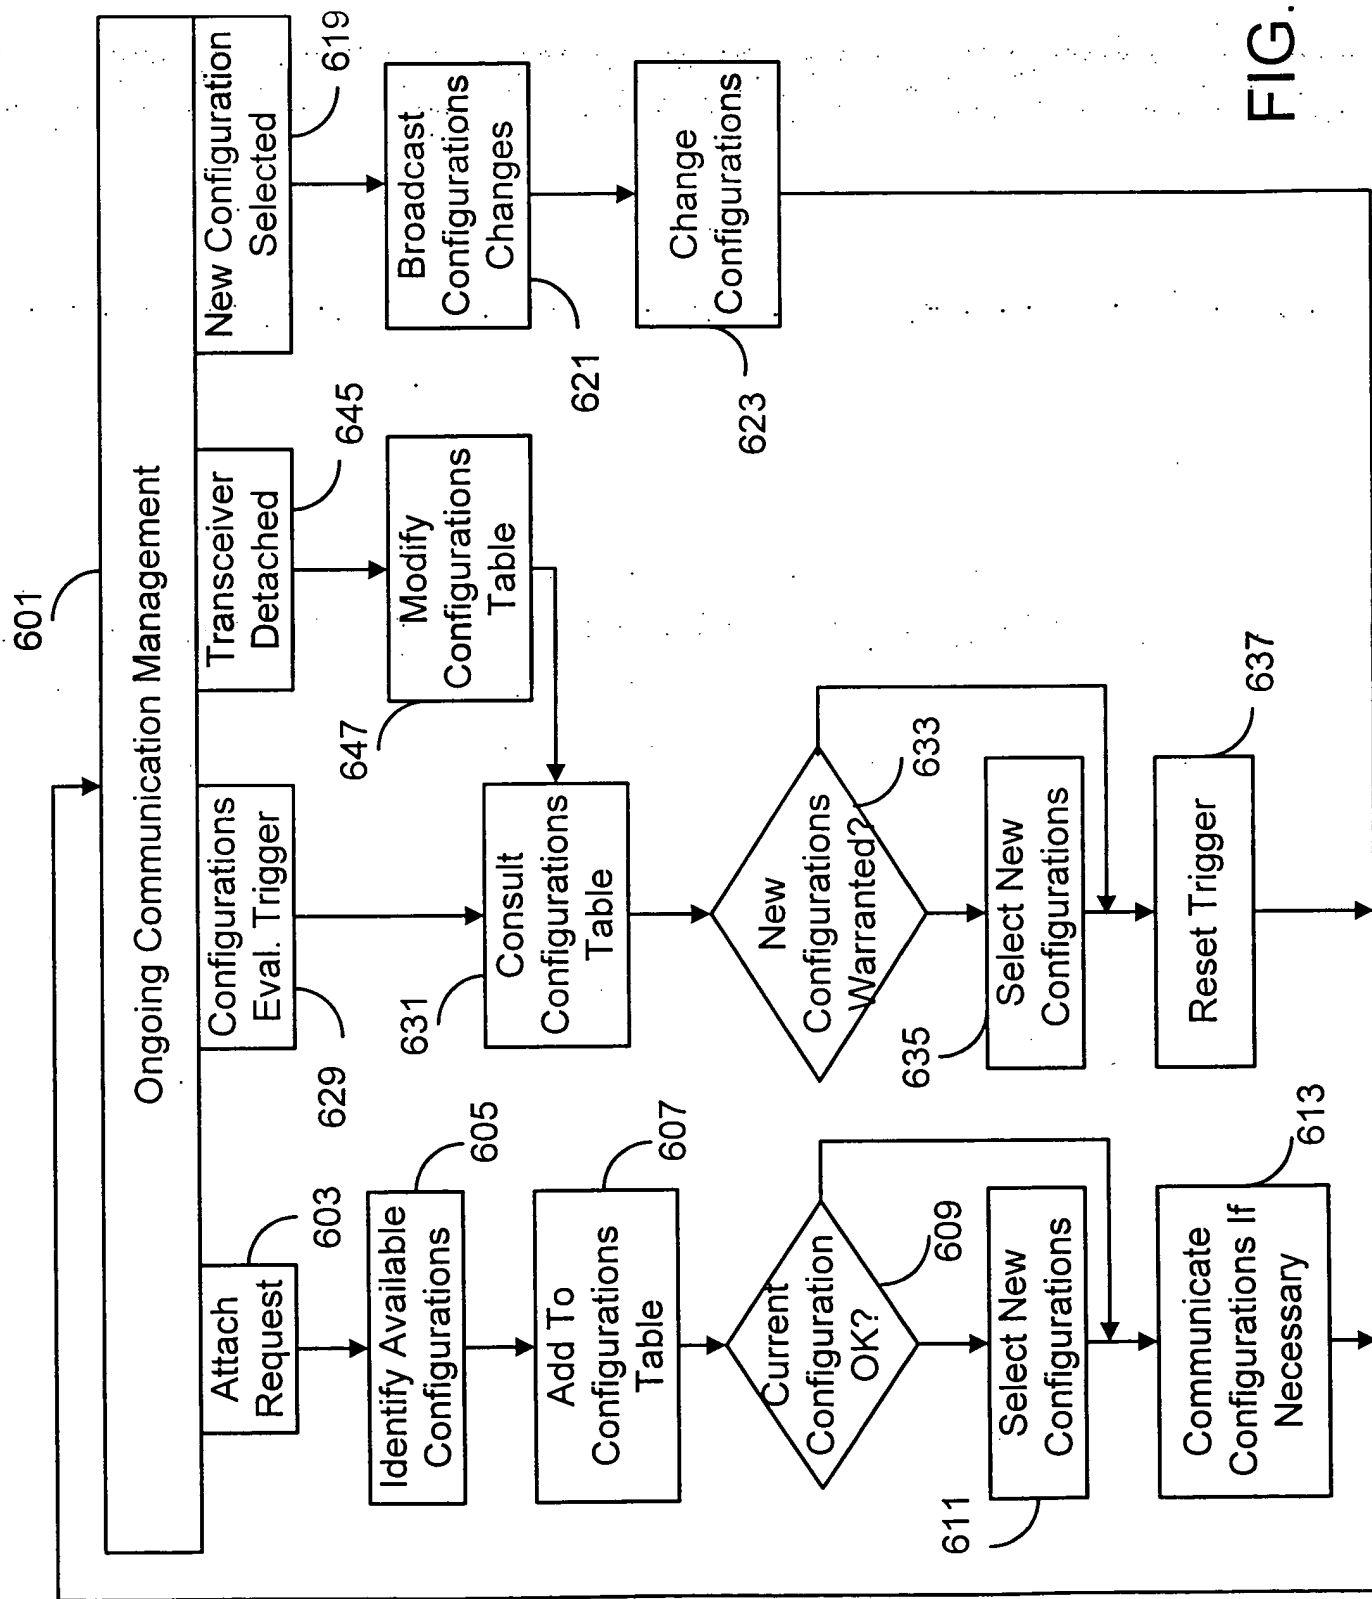 601
Ongoing Communication Management
Attach
Request
603
Identify Available
Configurations
605
Add To
Configurations
Table
607
Current
Configuration
OK?
609
Select New
Configurations
611
Communicate
Configurations If
Necessary
613
Configurations
Eval. Trigger
629
Consult
Configurations
Table
631
New
Configurations
Warranted?
633
Select New
Configurations
635
Reset Trigger
637
Transceiver
Detached
645
Modify
Configurations
Table
647
New Configuration
Selected
619
Broadcast
Configurations
Changes
621
Change
Configurations
623
FIG.